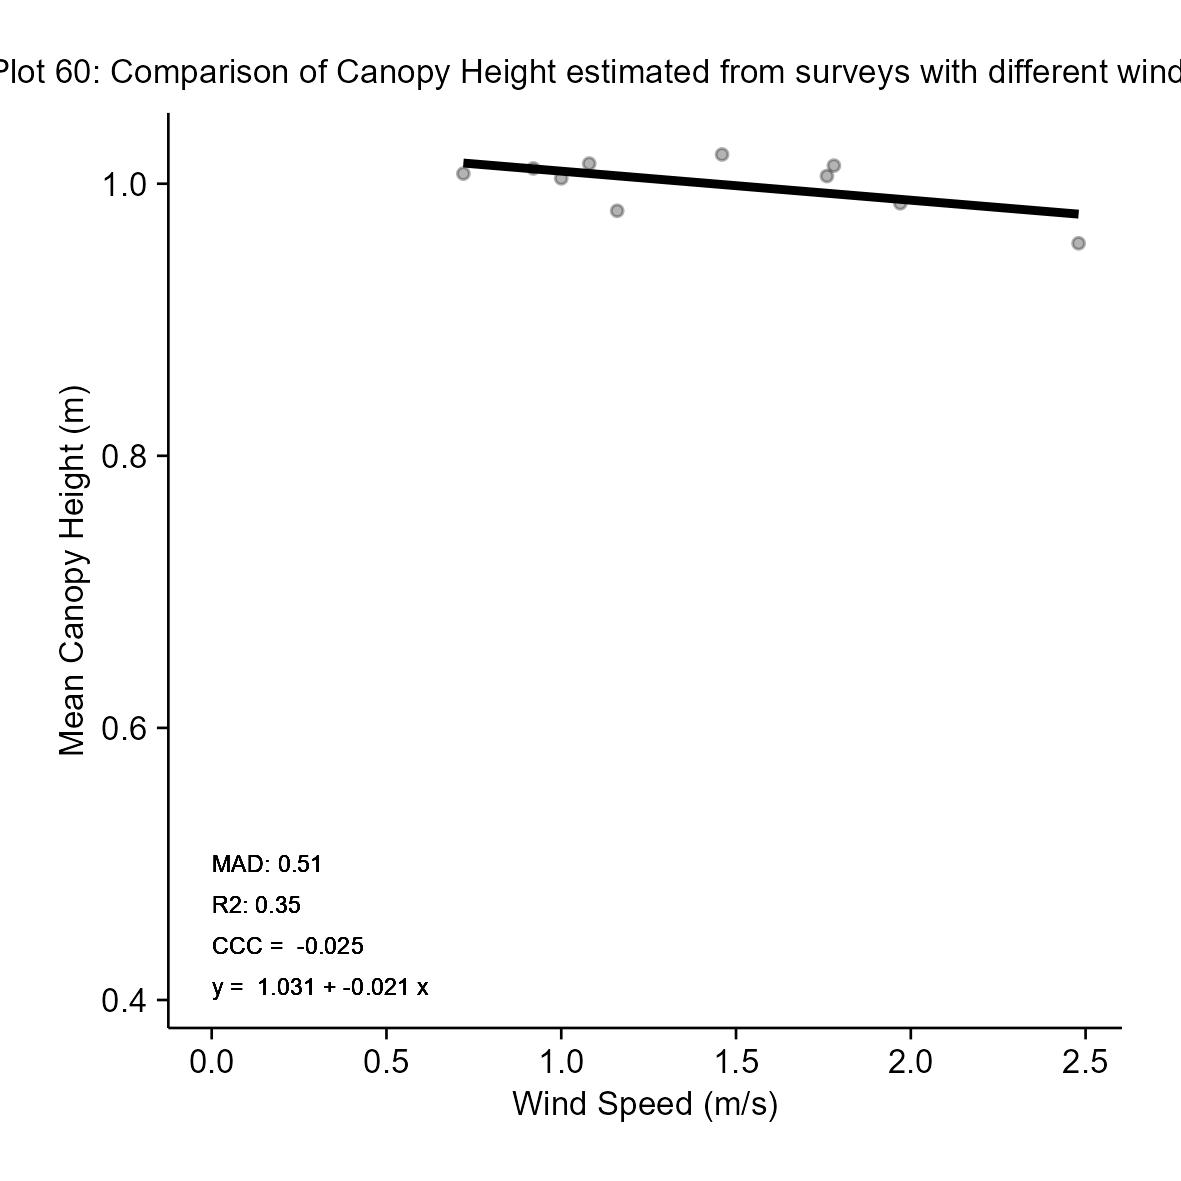 Plot 60: Comparison of Canopy Height estimated from surveys with different wind
1.0
0.8
0.6
0.4
Mean Canopy Height (m)
MAD: 0.51
R2: 0.35
CCC =  -0.025
y =  1.031 + -0.021 x
0.0 0.5 1.0 1.5 2.0 2.5
Wind Speed (m/s)